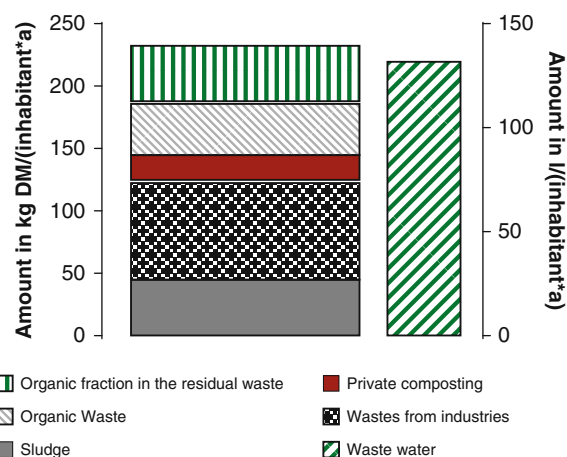 Amount in kg DM/(inhabitant*a)
250
200
150
100
50
0
150
100
50
0
Amount in l/(inhabitant*a)
Organic fraction in the residual waste
Private composting
Organic Waste
Wastes from industries
Sludge
Waste water